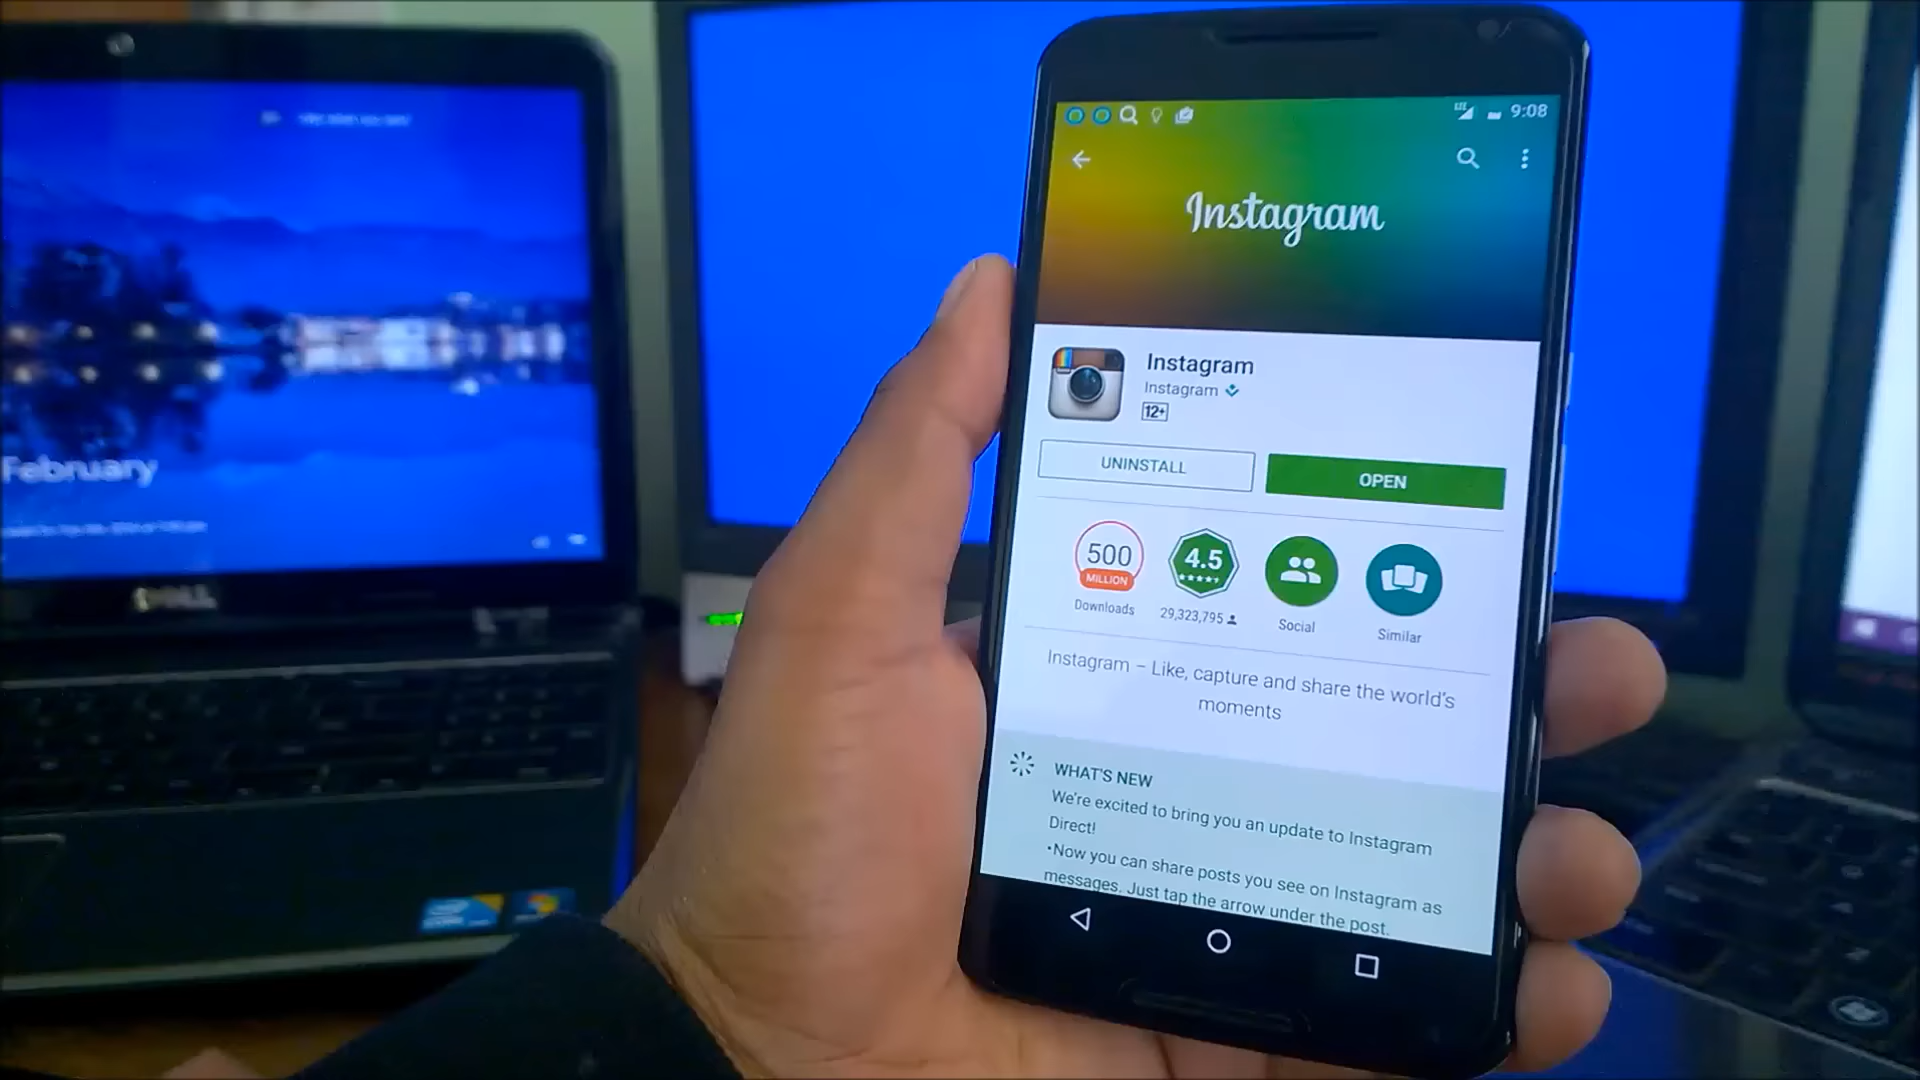 February
DELL
LTE
9:08
Instagram
Instagram
Instagram
12+
UNINSTALL
OPEN
500
MILLION
4.5
Downloads
29,323,795
Social
Similar
Instagram – Like, capture and share the world's
moments
WHAT'S NEW
We're excited to bring you an update to Instagram
Direct!
•Now you can share posts you see on Instagram as
messages. Just tap the arrow under the post.